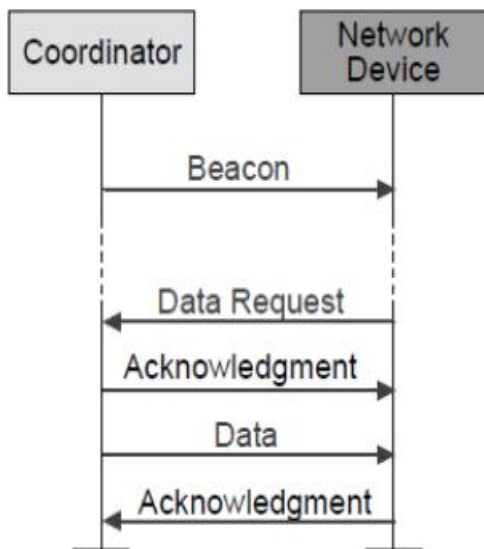 Coordinator
Network
Device
Beacon
Data Request
Acknowledgment
Data
Acknowledgment